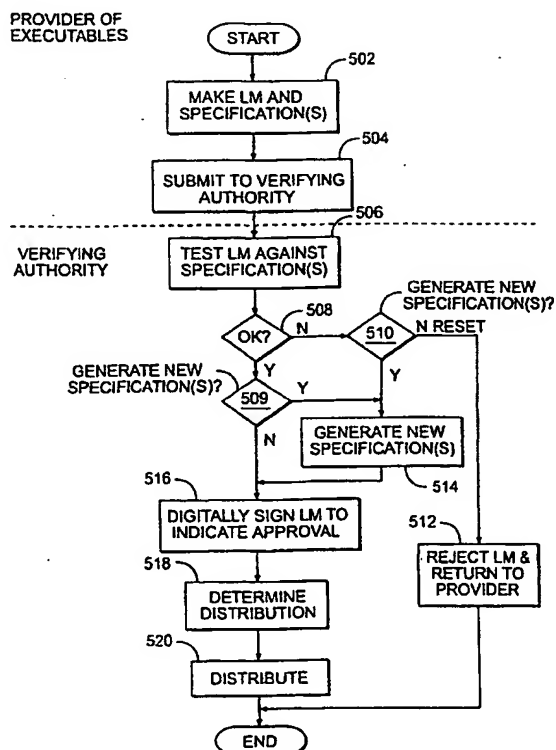 PROVIDER OF
EXECUTABLES
START
502
MAKE LM AND
SPECIFICATION(S)
504
SUBMIT TO VERIFYING
AUTHORITY
506
VERIFYING
AUTHORITY
TEST LM AGAINST
SPECIFICATION(S)
GENERATE NEW
SPECIFICATION(S)?
508
OK?
N
510
N RESET
Y
GENERATE NEW
SPECIFICATION(S)?
509
Y
Y
N
GENERATE NEW
SPECIFICATION(S)
514
516
DIGITALLY SIGN LM TO
INDICATE APPROVAL
512
REJECT LM &
RETURN TO
PROVIDER
518
DETERMINE
DISTRIBUTION
520
DISTRIBUTE
END